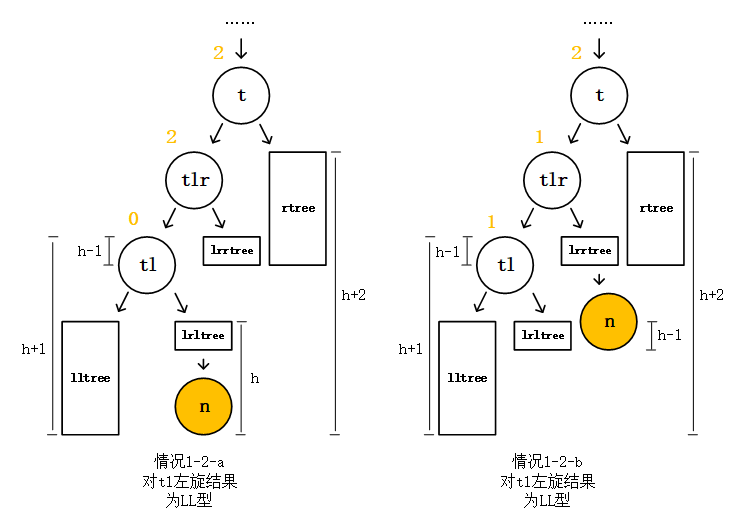 ……
2
t
2
tlr
rtree
0
h-1
tl
lrrtree
h+2
h+1
lltree
lrltree
h
n
情况1-2-a
对tl左旋结果
为LL型
……
2
t
1
tlr
rtree
1
h-1
tl
lrrtree
h+2
n
h+1
lltree
lrltree
h-1
情况1-2-b
对tl左旋结果
为LL型